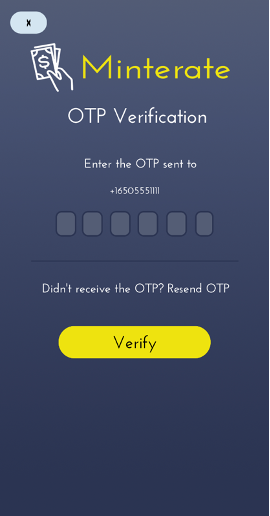 X
Minterate
OTP Verification
Enter the OTP sent to
+16505551111
Didn't receive the OTP? Resend OTP
Verify